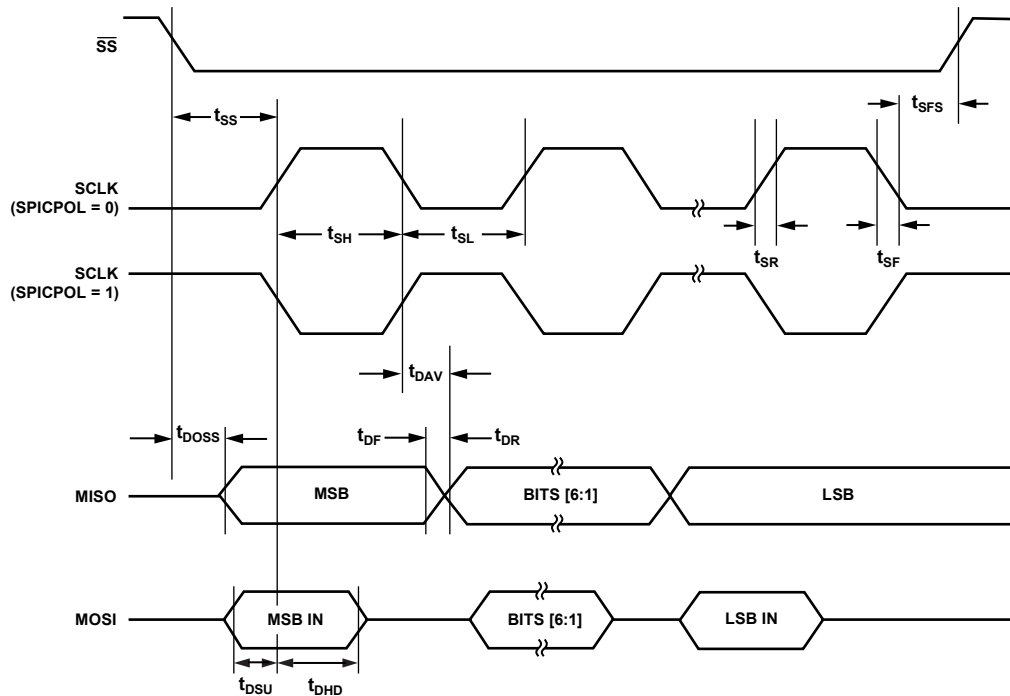 SS
tSS
tSFS
SCLK
(SPICPOL = 0)
tSH
tSL
tSR
tSF
SCLK
(SPICPOL = 1)
tDAV
tDOSS
tDF
tDR
MISO
MSB
BITS [6:1]
LSB
MOSI
MSB IN
BITS [6:1]
LSB IN
tDSU
tDHD